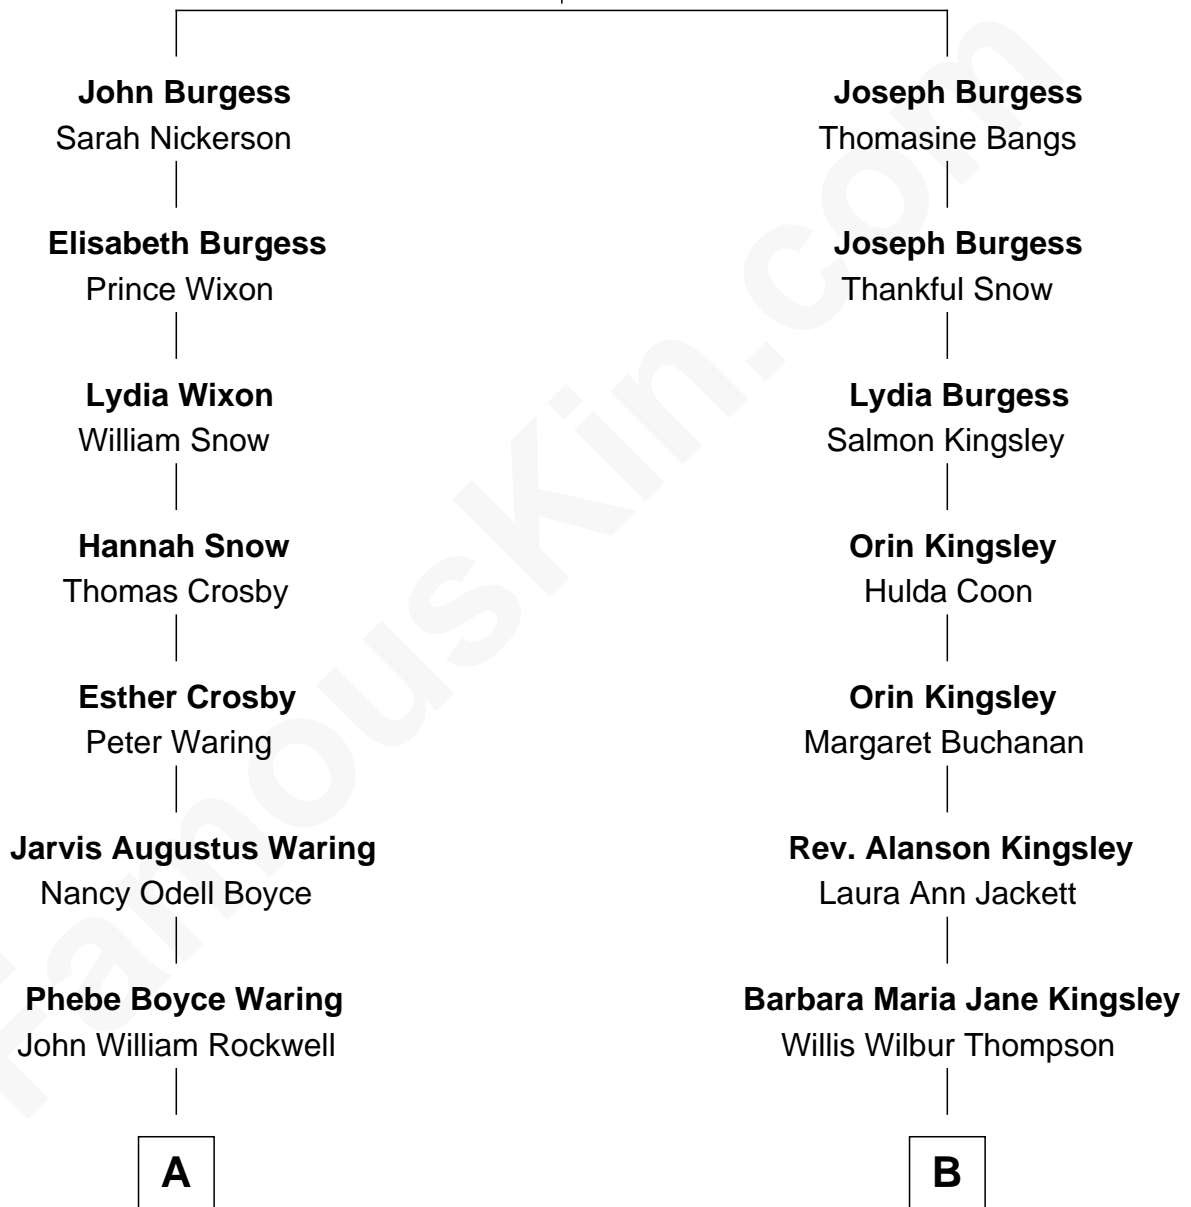 John Burgess
Sarah Nickerson
Elisabeth Burgess
Prince Wixon
Lydia Wixon
William Snow
Hannah Snow
Thomas Crosby
Esther Crosby
Peter Waring
Jarvis Augustus Waring
Nancy Odell Boyce
Phebe Boyce Waring
John William Rockwell
A
Joseph Burgess
Thomasine Bangs
Joseph Burgess
Thankful Snow
Lydia Burgess
Salmon Kingsley
Orin Kingsley
Hulda Coon
Orin Kingsley
Margaret Buchanan
Rev. Alanson Kingsley
Laura Ann Jackett
Barbara Maria Jane Kingsley
Willis Wilbur Thompson
B
FamousKin.com